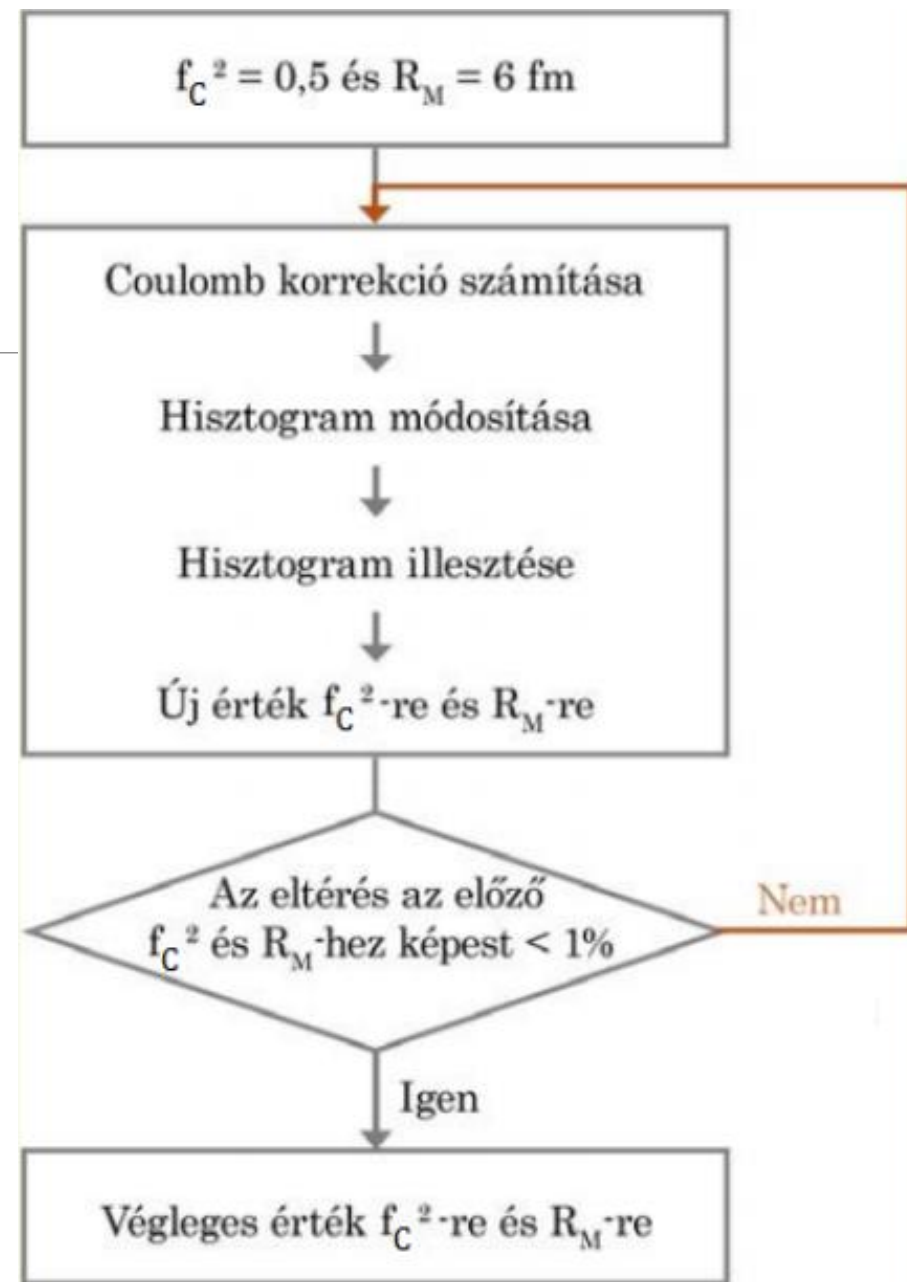 f_C² = 0,5 és R_M = 6 fm
Coulomb korrekció számítása
Hisztogram módosítása
Hisztogram illesztése
Új érték f_C²-re és R_M-re
Az eltérés az előző
f_C² és R_M-hez képest < 1%
Nem
Igen
Végleges érték f_C²-re és R_M-re